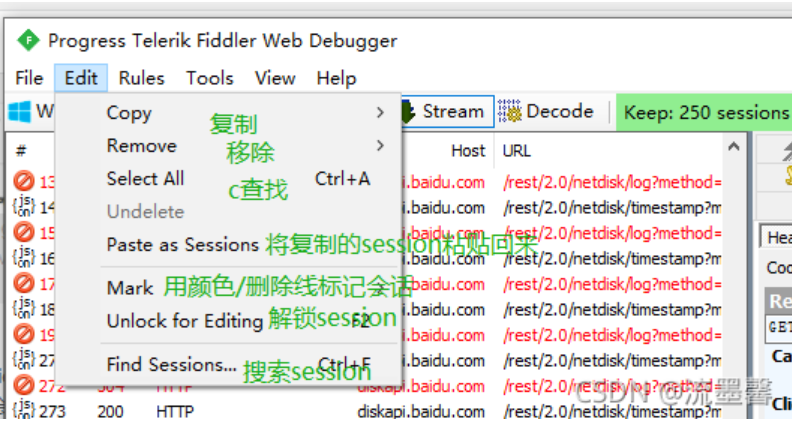 Progress Telerik Fiddler Web Debugger
File Edit Rules Tools View Help
W Stream Decode Keep: 250 sessions
Copy 复制
Remove 移除
Select All Ctrl+A c查找
Undelete
Paste as Sessions 将复制的session粘贴回来
Mark 用颜色/删除线标记会话
Unlock for Editing F2 解锁session
Find Sessions... Ctrl+F 搜索session
# Host URL
13 i.baidu.com /rest/2.0/netdisk/log?method=
14 i.baidu.com /rest/2.0/netdisk/timestamp?m
15 i.baidu.com /rest/2.0/netdisk/log?method=
16 i.baidu.com /rest/2.0/netdisk/timestamp?m
17 i.baidu.com /rest/2.0/netdisk/log?method=
18 i.baidu.com /rest/2.0/netdisk/timestamp?m
19 i.baidu.com /rest/2.0/netdisk/log?method=
27 i.baidu.com /rest/2.0/netdisk/timestamp?m
272 504 HTTP diskapi.baidu.com /rest/2.0/netdisk/log?method=
273 200 HTTP diskapi.baidu.com /rest/2.0/netdisk/timestamp?m
Hea
Coo
Re
GET
Ca
Clie
CSDN @流墨馨